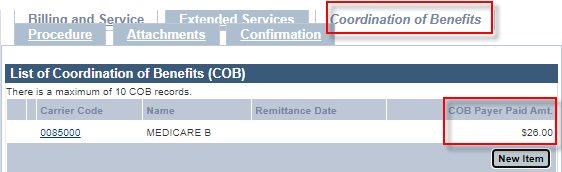 Billing and Service Extended Services Coordination of Benefits
Procedure Attachments Confirmation
List of Coordination of Benefits (COB)
There is a maximum of 10 COB records.
Carrier Code Name Remittance Date COB Payer Paid Amt.
0085000 MEDICARE B $26.00
New Item